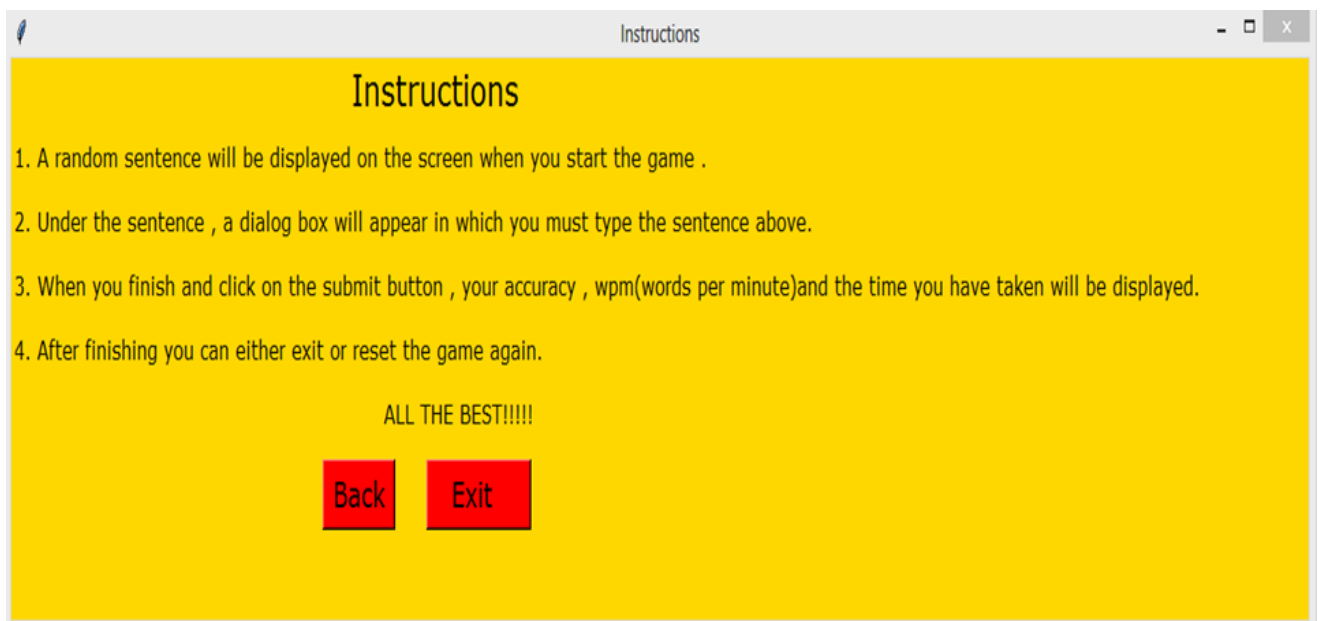 Instructions
Instructions
1. A random sentence will be displayed on the screen when you start the game .
2. Under the sentence , a dialog box will appear in which you must type the sentence above.
3. When you finish and click on the submit button , your accuracy , wpm(words per minute)and the time you have taken will be displayed.
4. After finishing you can either exit or reset the game again.
ALL THE BEST!!!!!
Back Exit